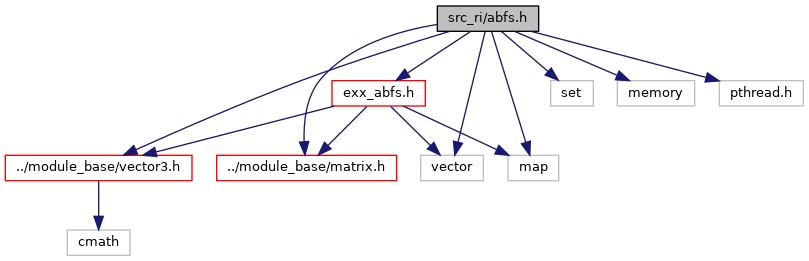 src_ri/abfs.h
exx_abfs.h
set
memory
pthread.h
../module_base/vector3.h
../module_base/matrix.h
vector
map
cmath